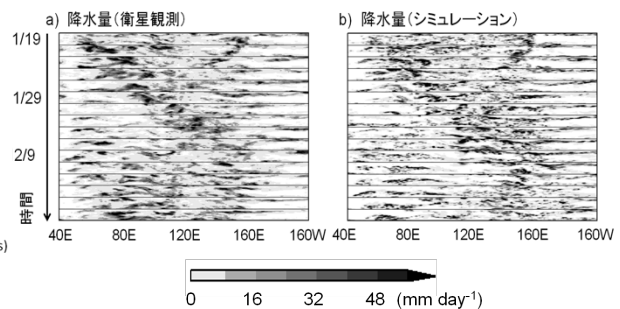 a) 降水量(衛星観測)
b) 降水量(シミュレーション)
1/19
1/29
2/9
時間
s)
40E 80E 120E 160E 160W
40E 80E 120E 160E 160W
0 16 32 48 (mm day⁻¹)